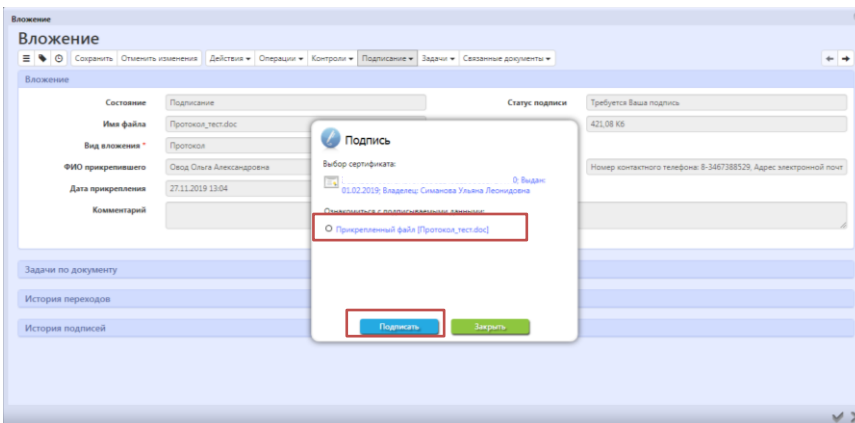 Вложение
Вложение
Сохранить Отменить изменения Действия Операции Контроли Подписание Задачи Связанные документы
Вложение
Состояние Подписание Статус подписи Требуется Ваша подпись
Имя файла Протокол_тест.doc 421,08 Кб
Вид вложения * Протокол
ФИО прикрепившего Овод Ольга Александровна Номер контактного телефона: 8-3467388529, Адрес электронной почт
Дата прикрепления 27.11.2019 13:04
Комментарий
Подпись
Выбор сертификата:
0; Выдан:
01.02.2019; Владелец: Симанова Ульяна Леонидовна
Ознакомиться с подписываемыми данными:
Прикрепленный файл [Протокол_тест.doc]
Подписать Закрыть
Задачи по документу
История переходов
История подписей